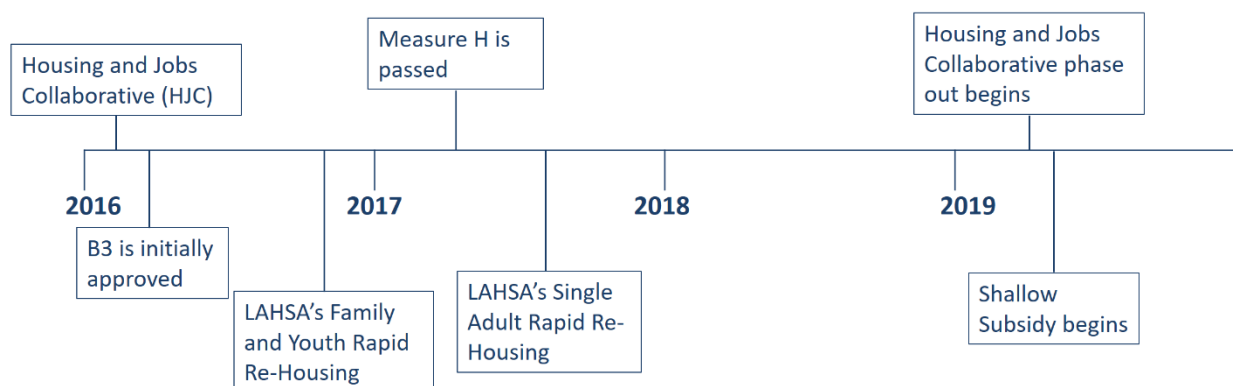 Housing and Jobs
Collaborative (HJC)
Measure H is
passed
Housing and Jobs
Collaborative phase
out begins
2016
2017
2018
2019
B3 is initially
approved
LAHSA's Family
and Youth Rapid
Re-Housing
LAHSA's Single
Adult Rapid Re-
Housing
Shallow
Subsidy begins